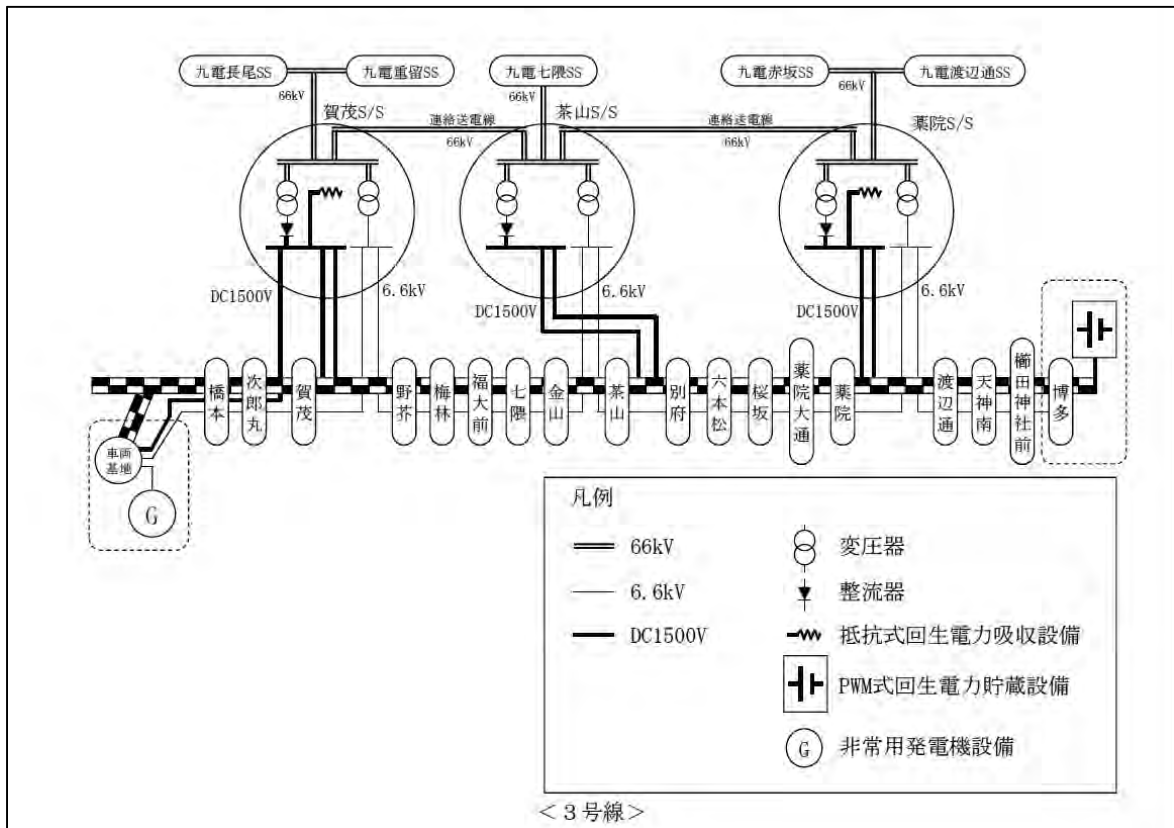 九電長尾SS
九電重留SS
九電七隈SS
九電赤坂SS
九電渡辺通SS
66kV
66kV
66kV
賀茂S/S
連絡送電線
66kV
茶山S/S
連絡送電線
66kV
薬院S/S
DC1500V
6.6kV
DC1500V
6.6kV
DC1500V
6.6kV
橋本
次郎丸
賀茂
野芥
梅林
福大前
七隈
金山
茶山
別府
六本松
桜坂
薬院大通
薬院
渡辺通
天神南
櫛田神社前
博多
車両
基地
G
凡例
66kV
変圧器
6.6kV
整流器
DC1500V
抵抗式回生電力吸収設備
PWM式回生電力貯蔵設備
G
非常用発電機設備
＜３号線＞